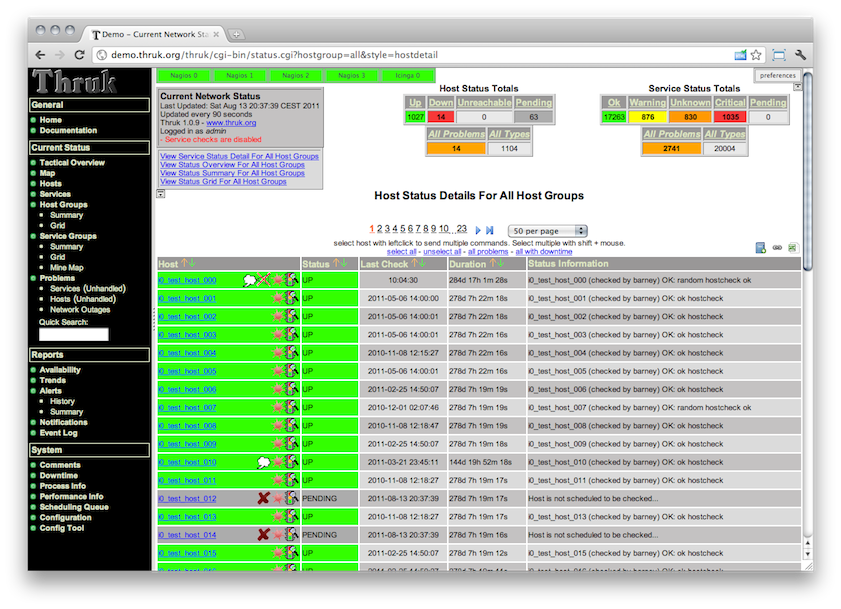 Demo – Current Network Sta
demo.thruk.org/thruk/cgi-bin/status.cgi?hostgroup=all&style=hostdetail
Thruk
General
Home
Documentation
Current Status
Tactical Overview
Map
Hosts
Services
Host Groups
Summary
Grid
Service Groups
Summary
Grid
Mine Map
Problems
Services (Unhandled)
Hosts (Unhandled)
Network Outages
Quick Search:
Reports
Availability
Trends
Alerts
History
Summary
Notifications
Event Log
System
Comments
Downtime
Process Info
Performance Info
Scheduling Queue
Configuration
Config Tool
Nagios 0 Nagios 1 Nagios 2 Nagios 3 Icinga 0
preferences
Current Network Status
Last Updated: Sat Aug 13 20:37:39 CEST 2011
Updated every 90 seconds
Thruk 1.0.9 - www.thruk.org
Logged in as admin
- Service checks are disabled
View Service Status Detail For All Host Groups
View Status Overview For All Host Groups
View Status Summary For All Host Groups
View Status Grid For All Host Groups
Host Status Totals
Up Down Unreachable Pending
1027 14 0 63
All Problems All Types
14 1104
Service Status Totals
Ok Warning Unknown Critical Pending
17263 876 830 1035 0
All Problems All Types
2741 20004
Host Status Details For All Host Groups
1 2 3 4 5 6 7 8 9 10 ..23 50 per page
select host with leftclick to send multiple commands. Select multiple with shift + mouse.
select all - unselect all - all problems - all with downtime
Host Status Last Check Duration Status Information
i0_test_host_000 UP 10:04:30 284d 17h 1m 28s i0_test_host_000 (checked by barney) OK: random hostcheck ok
i0_test_host_001 UP 2011-05-06 14:00:00 278d 7h 22m 18s i0_test_host_001 (checked by barney) OK: ok hostcheck
i0_test_host_002 UP 2011-05-06 14:00:01 278d 7h 22m 18s i0_test_host_002 (checked by barney) OK: ok hostcheck
i0_test_host_003 UP 2011-05-06 14:00:01 278d 7h 22m 16s i0_test_host_003 (checked by barney) OK: ok hostcheck
i0_test_host_004 UP 2010-11-08 12:15:27 278d 7h 22m 16s i0_test_host_004 (checked by barney) OK: ok hostcheck
i0_test_host_005 UP 2011-05-06 14:00:01 278d 7h 22m 16s i0_test_host_005 (checked by barney) OK: ok hostcheck
i0_test_host_006 UP 2011-02-25 14:50:07 278d 7h 19m 19s i0_test_host_006 (checked by barney) OK: ok hostcheck
i0_test_host_007 UP 2010-12-01 02:07:46 278d 7h 19m 19s i0_test_host_007 (checked by barney) OK: random hostcheck ok
i0_test_host_008 UP 2010-11-08 12:18:47 278d 7h 19m 19s i0_test_host_008 (checked by barney) OK: ok hostcheck
i0_test_host_009 UP 2011-02-25 14:50:07 278d 7h 19m 18s i0_test_host_009 (checked by barney) OK: ok hostcheck
i0_test_host_010 UP 2011-03-21 23:45:11 144d 19h 52m 18s i0_test_host_010 (checked by barney) OK: ok hostcheck
i0_test_host_011 UP 2010-11-08 12:18:27 278d 7h 19m 17s i0_test_host_011 (checked by barney) OK: ok hostcheck
i0_test_host_012 PENDING 2011-08-13 20:37:39 278d 7h 19m 17s Host is not scheduled to be checked...
i0_test_host_013 UP 2010-11-08 12:18:27 278d 7h 19m 17s i0_test_host_013 (checked by barney) OK: ok hostcheck
i0_test_host_014 PENDING 2011-08-13 20:37:39 278d 7h 19m 16s Host is not scheduled to be checked...
i0_test_host_015 UP 2011-02-25 14:50:07 278d 7h 19m 12s i0_test_host_015 (checked by barney) OK: ok hostcheck